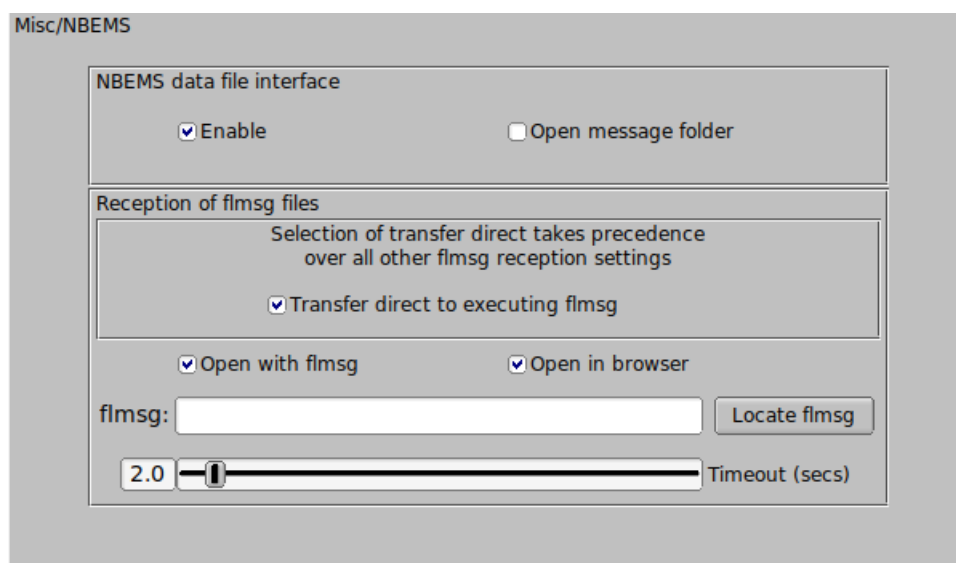 Misc/NBEMS
NBEMS data file interface
Enable
Open message folder
Reception of flmsg files
Selection of transfer direct takes precedence
over all other flmsg reception settings
Transfer direct to executing flmsg
Open with flmsg
Open in browser
flmsg:
Locate flmsg
2.0
Timeout (secs)